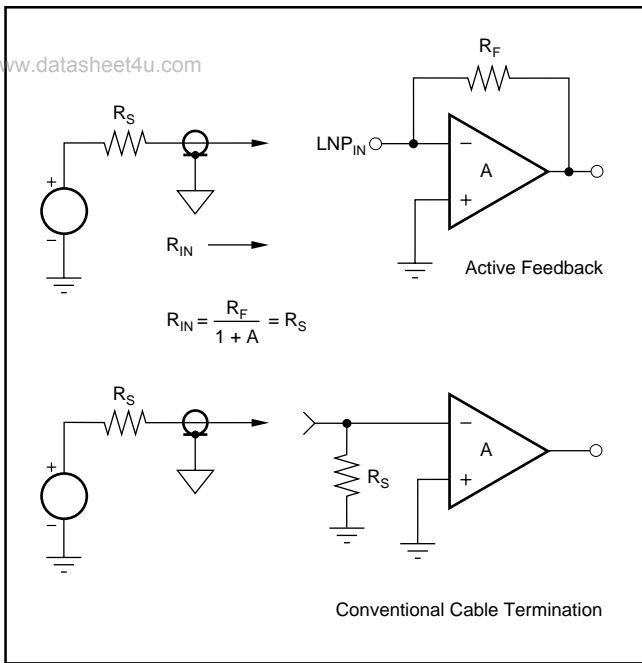 www.datasheet4u.com
R_F
R_S
LNP_IN
+
−
−
A
+
R_IN
Active Feedback
R_IN = R_F / (1 + A) = R_S
R_S
+
−
R_S
−
A
+
Conventional Cable Termination